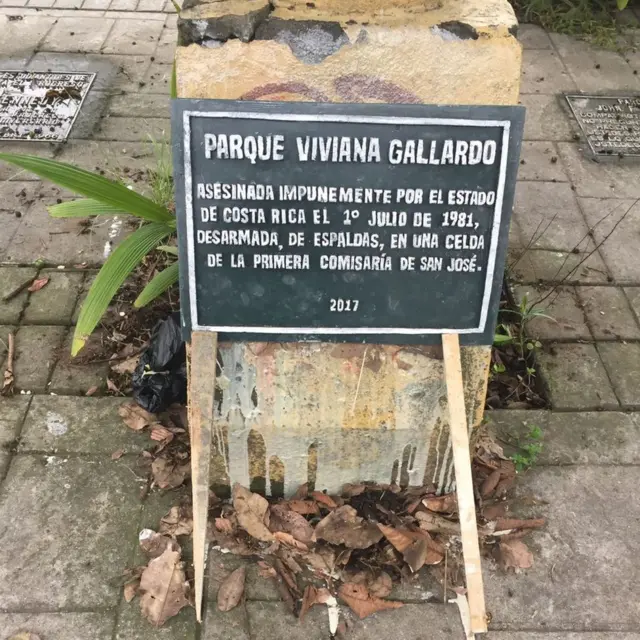 PARQUE VIVIANA GALLARDO
ASESINADA IMPUNEMENTE POR EL ESTADO
DE COSTA RICA EL 1º JULIO DE 1981,
DESARMADA, DE ESPALDAS, EN UNA CELDA
DE LA PRIMERA COMISARÍA DE SAN JOSÉ.
2017